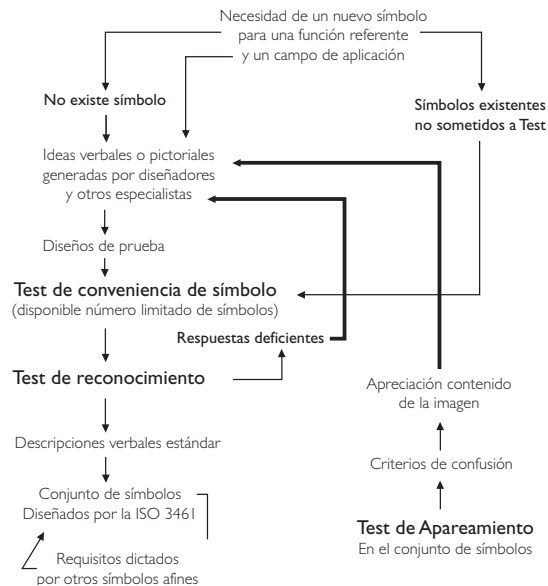 Necesidad de un nuevo símbolo
para una función referente
y un campo de aplicación
No existe símbolo
Símbolos existentes
no sometidos a Test
Ideas verbales o pictoriales
generadas por diseñadores
y otros especialistas
Diseños de prueba
Test de conveniencia de símbolo
(disponible número limitado de símbolos)
Respuestas deficientes
Test de reconocimiento
Apreciación contenido
de la imagen
Descripciones verbales estándar
Criterios de confusión
Conjunto de símbolos
Diseñados por la ISO 3461
Test de Apareamiento
En el conjunto de símbolos
Requisitos dictados
por otros símbolos afines